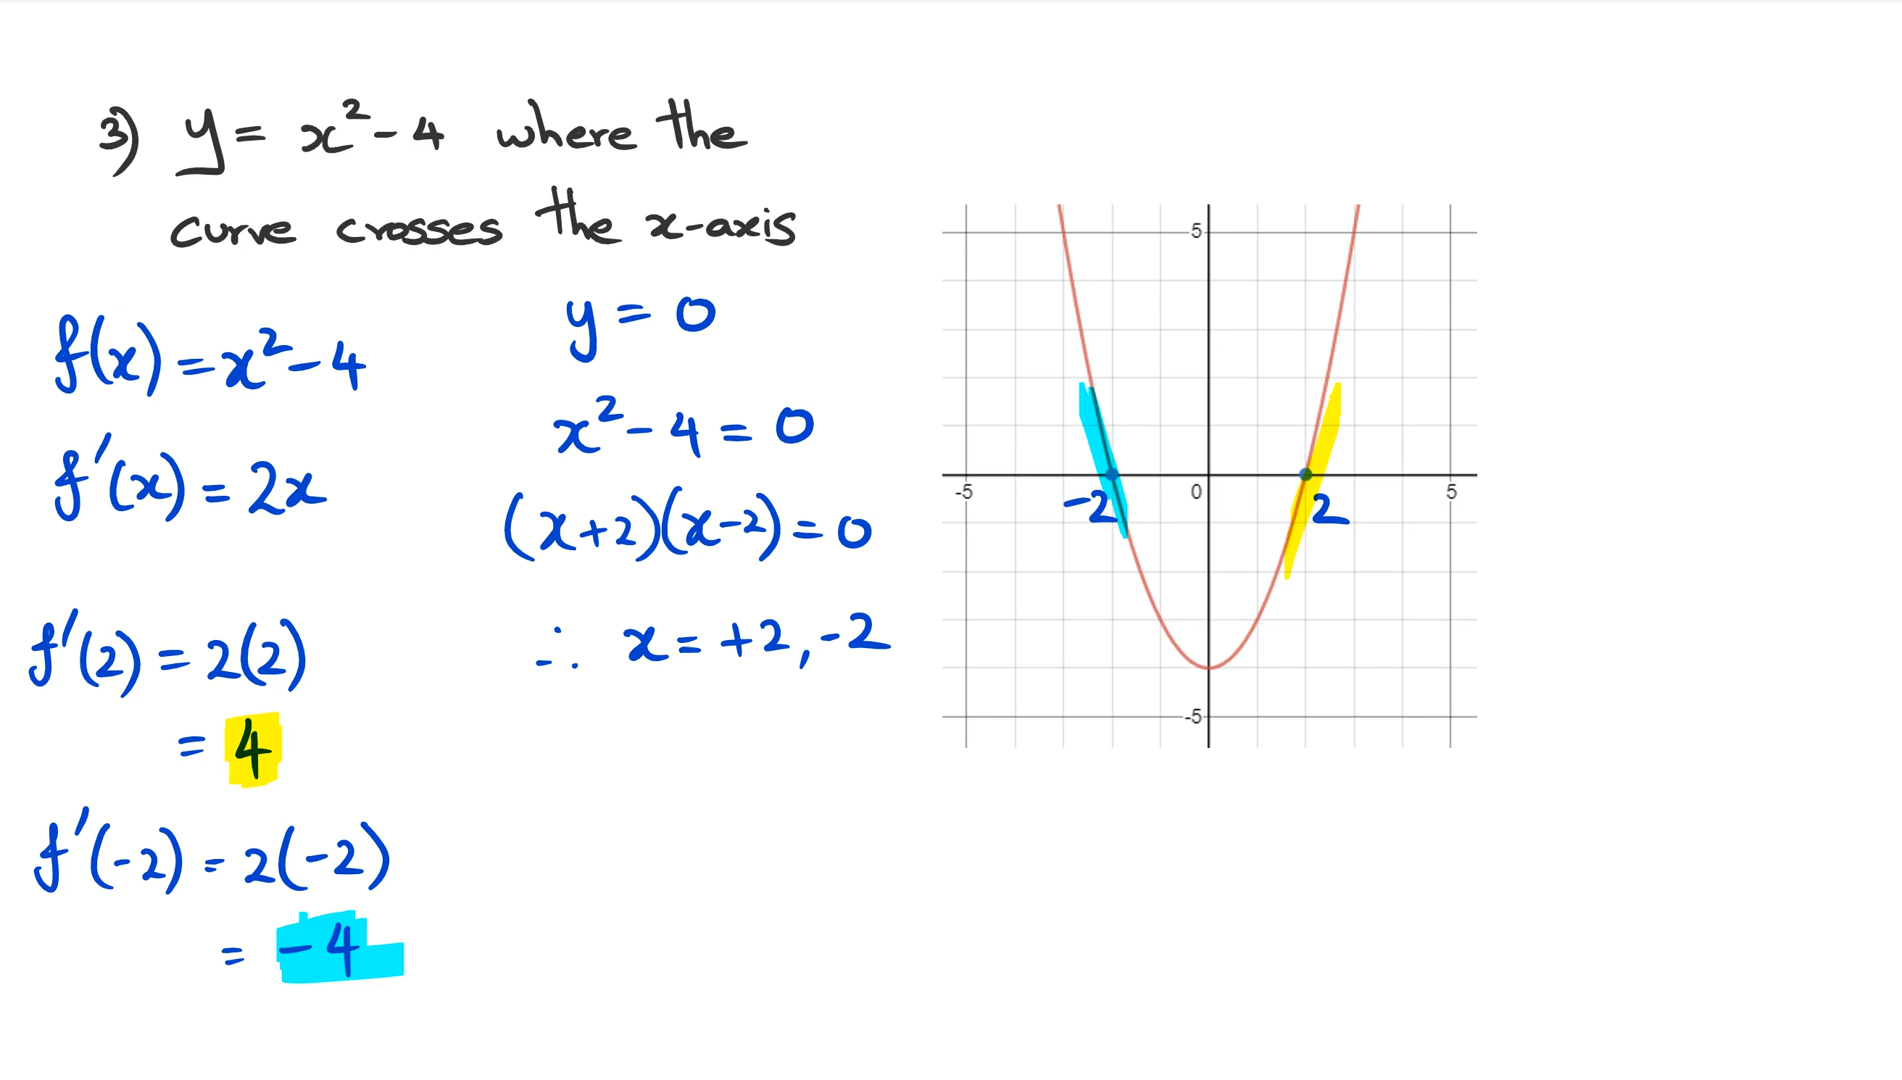 3) y = x² - 4 where the
curve crosses the x-axis
f(x) = x² - 4
f'(x) = 2x
f'(2) = 2(2)
= 4
f'(-2) = 2(-2)
= -4
y = 0
x² - 4 = 0
(x+2)(x-2) = 0
∴ x = +2, -2
5
-5
0
5
-2
2
-5